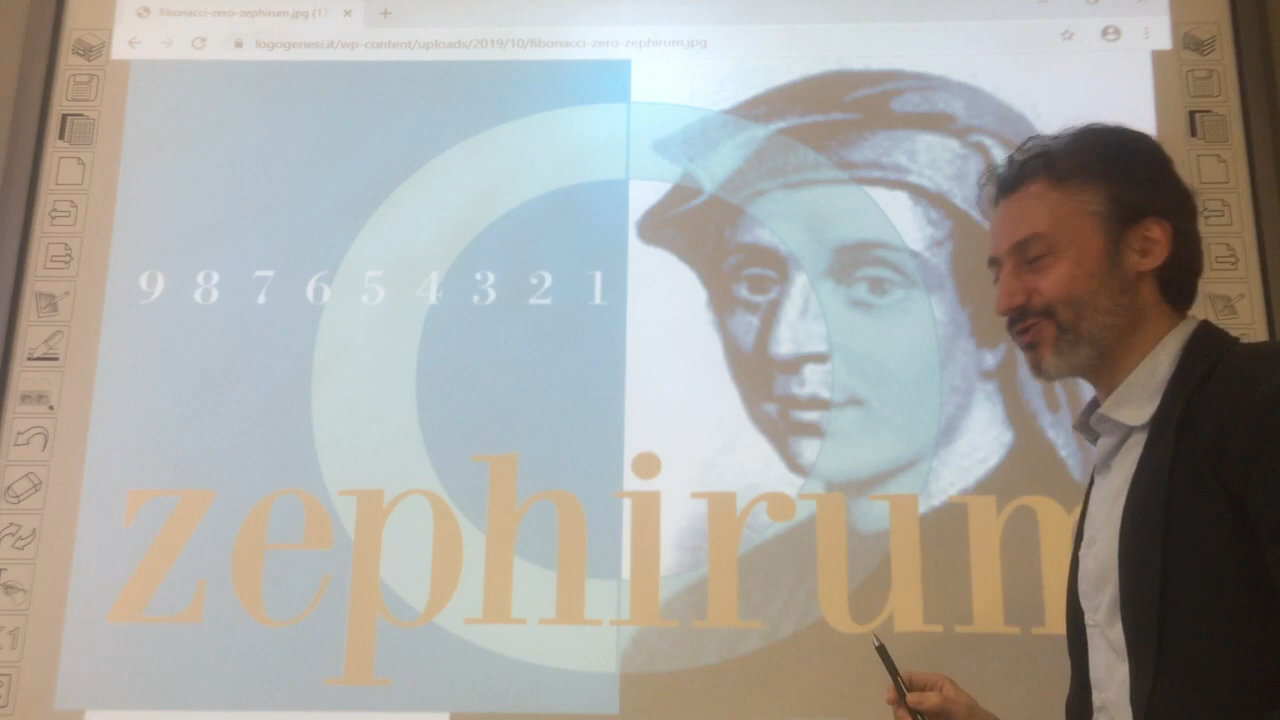 fibonacci-zero-zephirum.jpg (17
logogenesi.it/wp-content/uploads/2019/10/fibonacci-zero-zephirum.jpg
9 8 7 6 5 4 3 2 1
zephirum